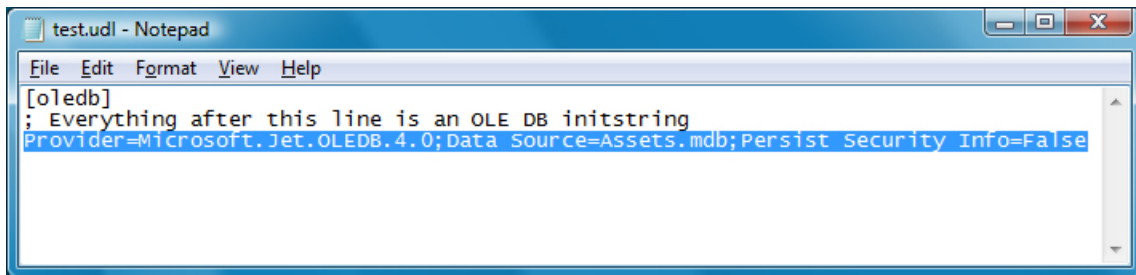 test.udl - Notepad
File Edit Format View Help
[oledb]
; Everything after this line is an OLE DB initstring
Provider=Microsoft.Jet.OLEDB.4.0;Data Source=Assets.mdb;Persist Security Info=False